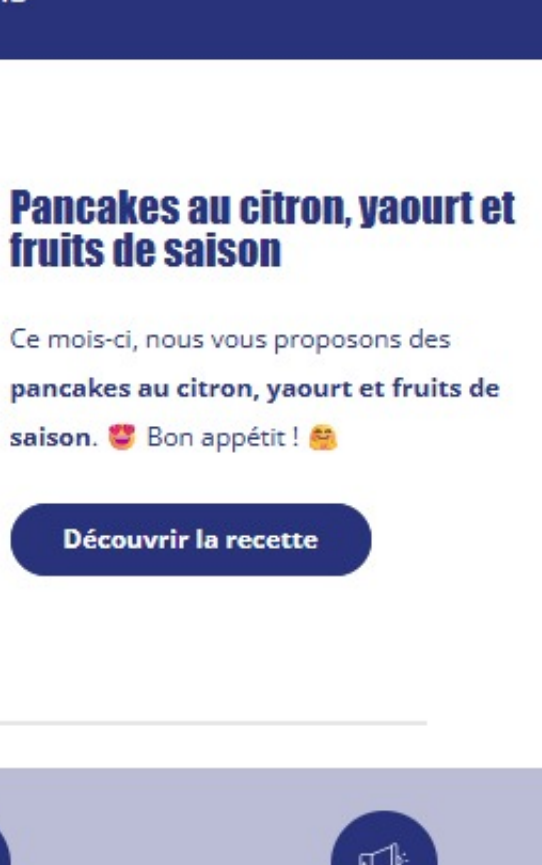 Pancakes au citron, yaourt et
fruits de saison
Ce mois-ci, nous vous proposons des
pancakes au citron, yaourt et fruits de
saison. 😍 Bon appétit ! 🤗
Découvrir la recette